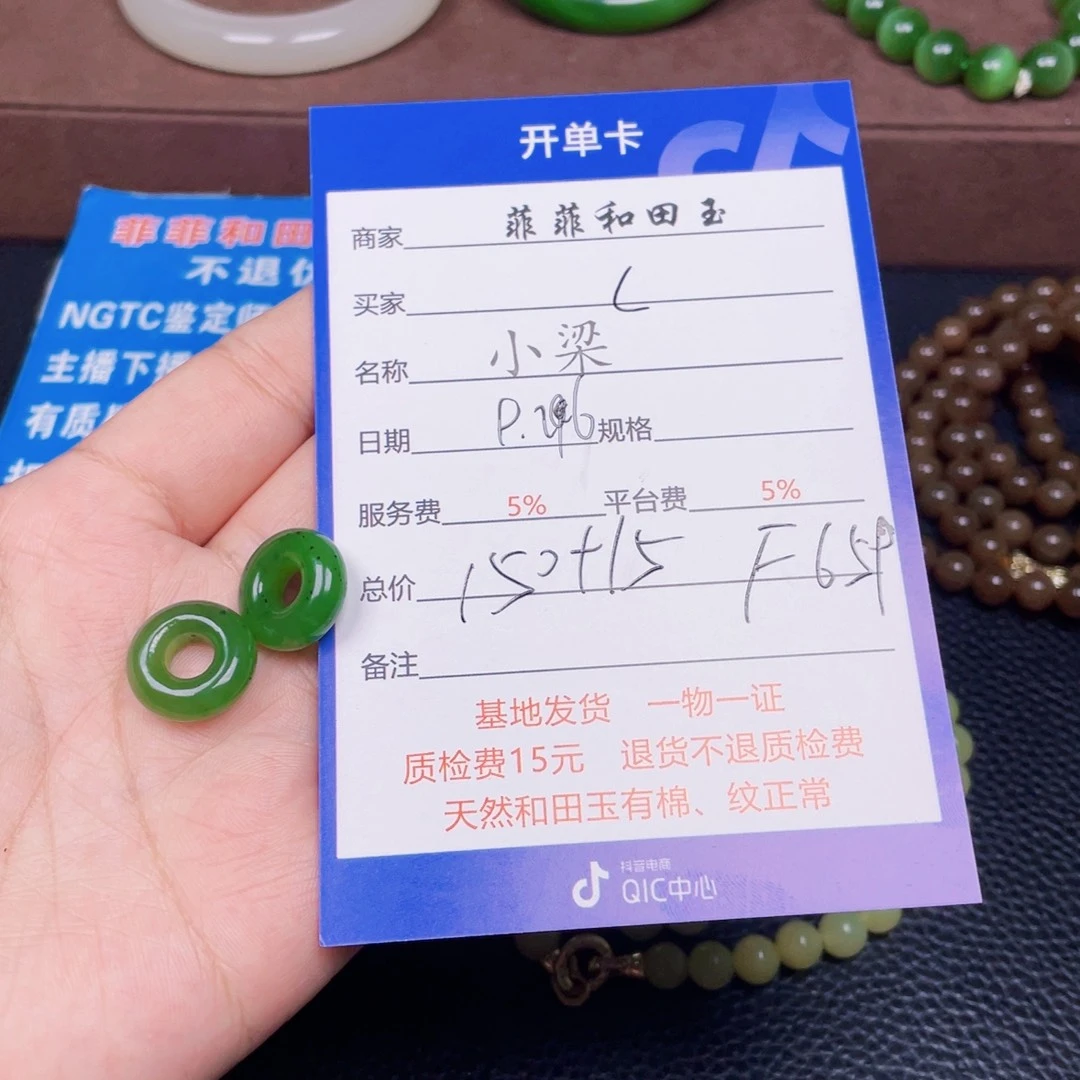 开单卡
商家 菲菲和田玉
买家 L
名称 小梁
日期 规格
服务费 5% 平台费 5%
总价 150+15 F65
备注
基地发货 一物一证
质检费15元 退货不退质检费
天然和田玉有棉、纹正常
抖音电商
QIC中心
菲菲和田
不退
NGTC鉴定师
主播下播
有质